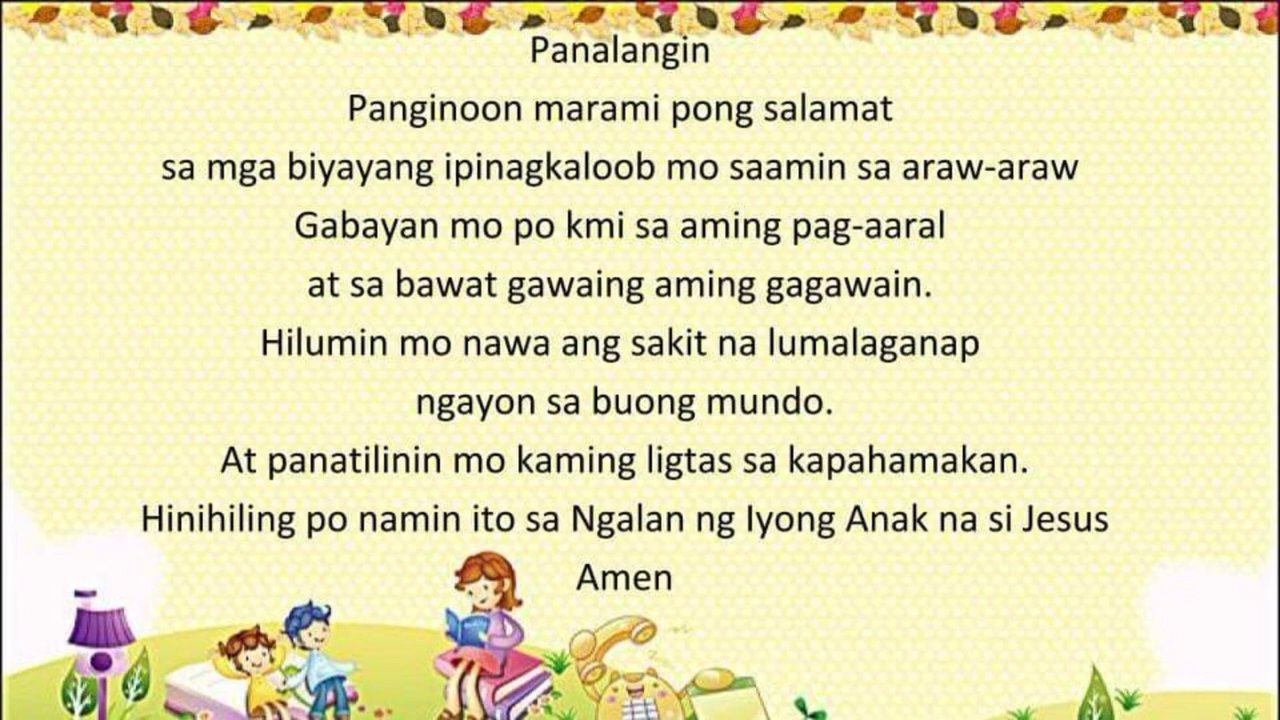 Panalangin
Panginoon marami pong salamat
sa mga biyayang ipinagkaloob mo saamin sa araw-araw
Gabayan mo po kmi sa aming pag-aaral
at sa bawat gawaing aming gagawain.
Hilumin mo nawa ang sakit na lumalaganap
ngayon sa buong mundo.
At panatilinin mo kaming ligtas sa kapahamakan.
Hinihiling po namin ito sa Ngalan ng Iyong Anak na si Jesus
Amen